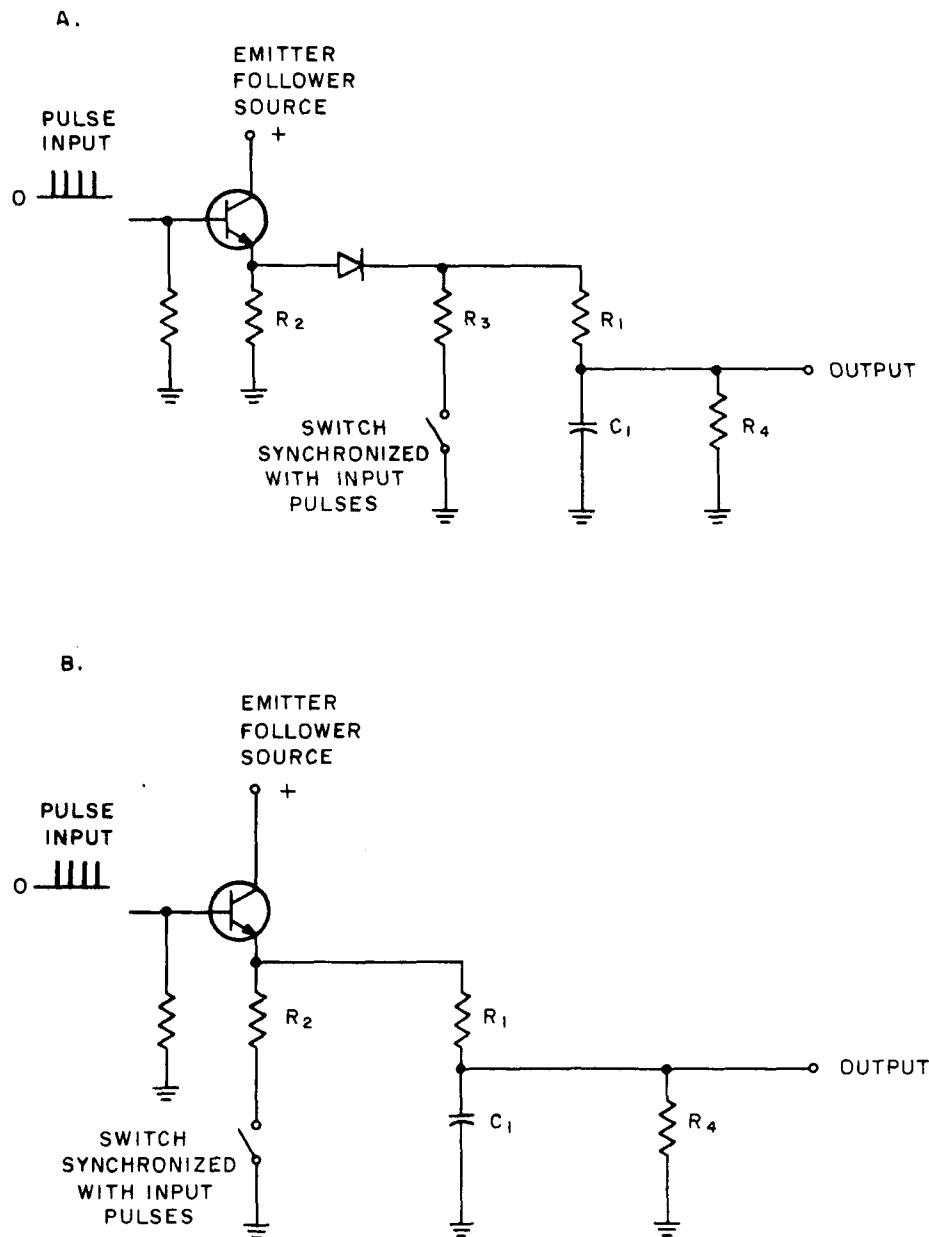 A.
EMITTER
FOLLOWER
SOURCE
+
PULSE
INPUT
0
R2
R3
R1
OUTPUT
SWITCH
SYNCHRONIZED
WITH INPUT
PULSES
C1
R4
B.
EMITTER
FOLLOWER
SOURCE
+
PULSE
INPUT
0
R2
R1
OUTPUT
SWITCH
SYNCHRONIZED
WITH INPUT
PULSES
C1
R4